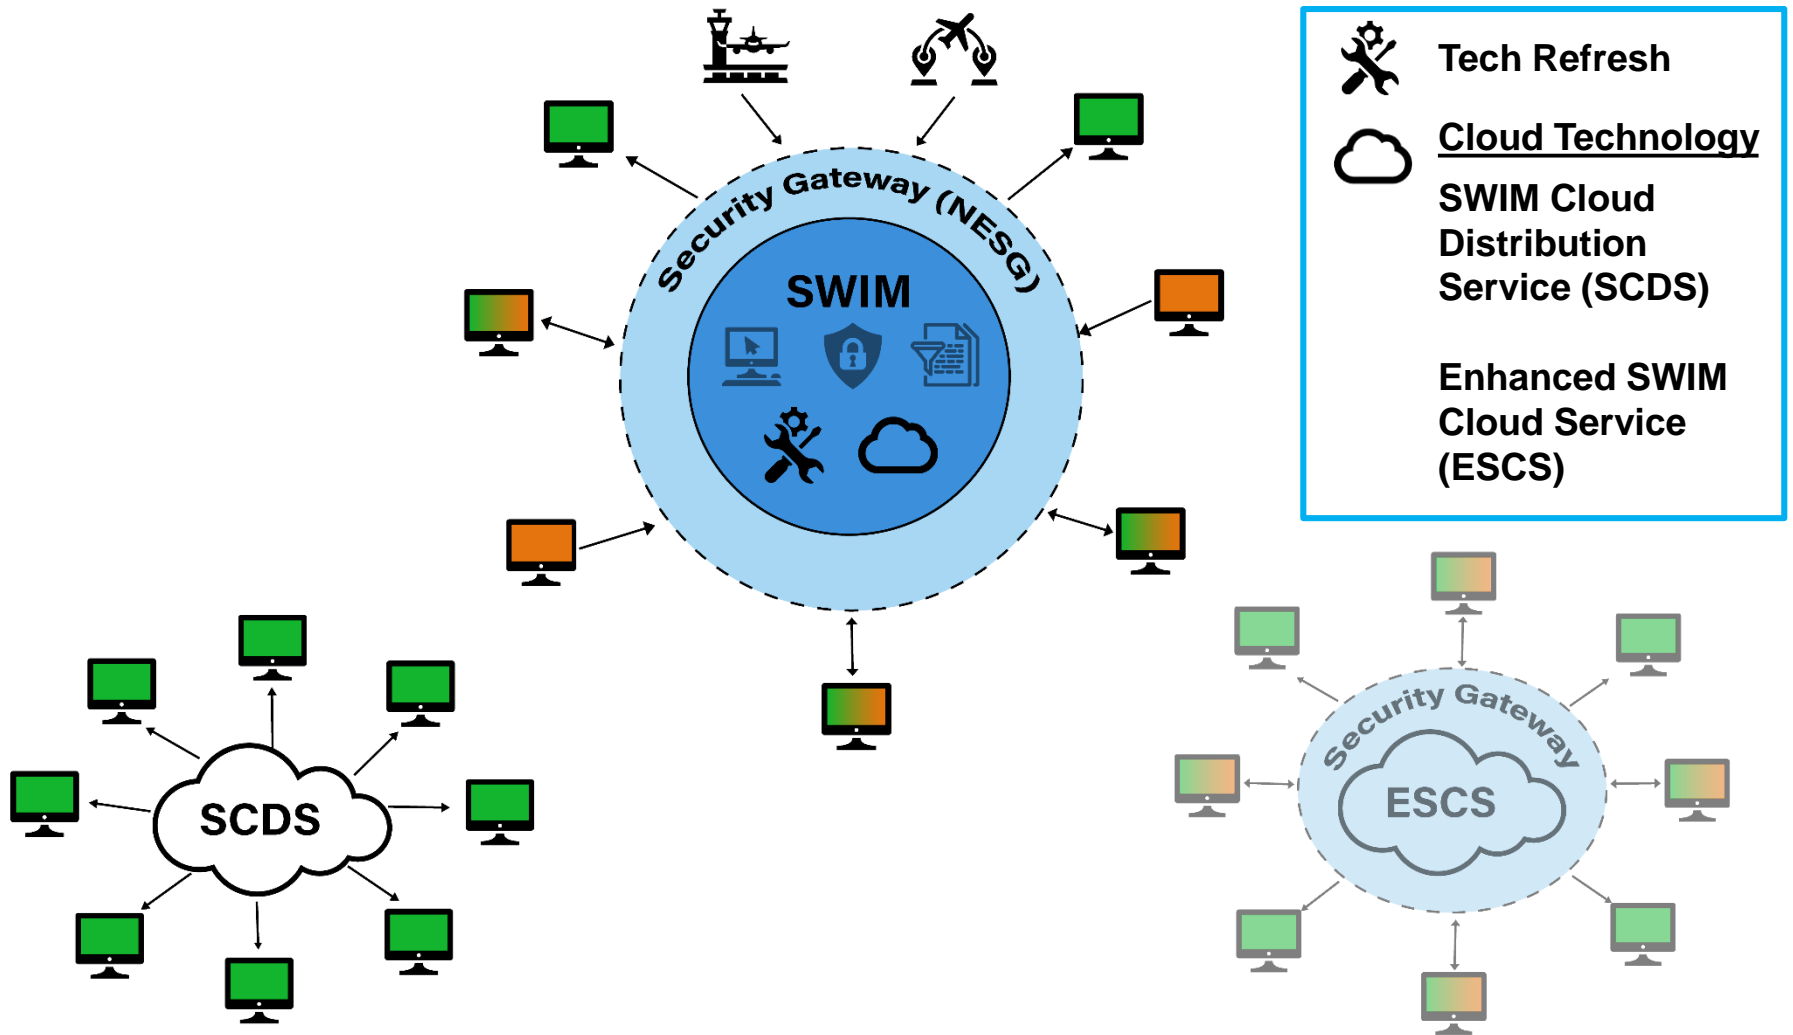 Tech Refresh
Cloud Technology
SWIM Cloud
Distribution
Service (SCDS)
Enhanced SWIM
Cloud Service
(ESCS)
Security Gateway (NESG)
SWIM
SCDS
Security Gateway
ESCS